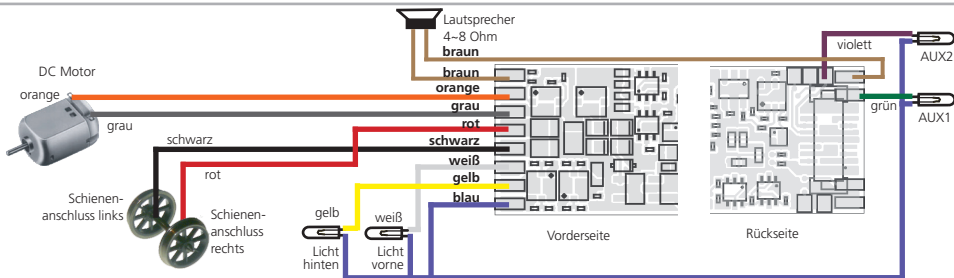 Lautsprecher
4~8 Ohm
braun
violett
AUX2
DC Motor
braun
orange
orange
grau
grün
AUX1
grau
rot
schwarz
schwarz
weiß
rot
gelb
blau
Schienen-
anschluss links
Schienen-
anschluss
rechts
gelb
weiß
Licht
hinten
Licht
vorne
Vorderseite
Rückseite